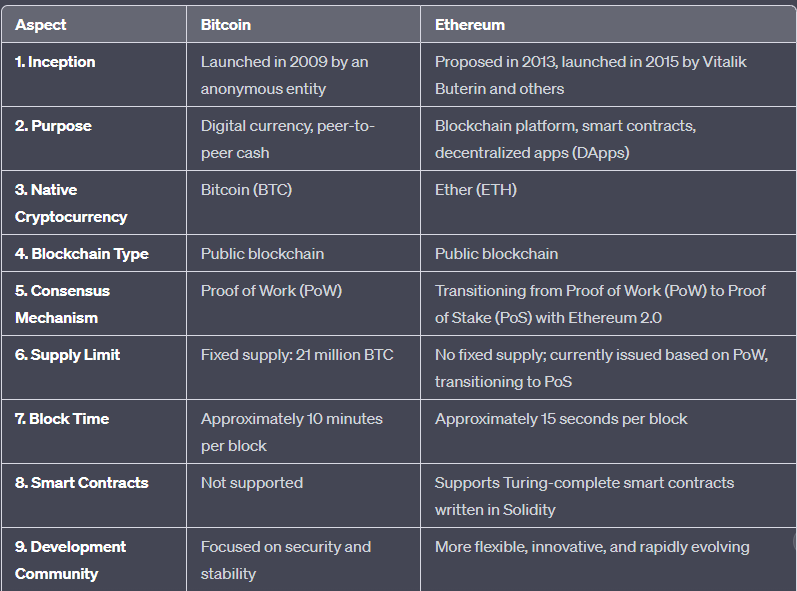 Aspect Bitcoin Ethereum
1. Inception Launched in 2009 by an Proposed in 2013, launched in 2015 by Vitalik
anonymous entity Buterin and others
2. Purpose Digital currency, peer-to- Blockchain platform, smart contracts,
peer cash decentralized apps (DApps)
3. Native Bitcoin (BTC) Ether (ETH)
Cryptocurrency
4. Blockchain Type Public blockchain Public blockchain
5. Consensus Proof of Work (PoW) Transitioning from Proof of Work (PoW) to Proof
Mechanism of Stake (PoS) with Ethereum 2.0
6. Supply Limit Fixed supply: 21 million BTC No fixed supply; currently issued based on PoW,
transitioning to PoS
7. Block Time Approximately 10 minutes Approximately 15 seconds per block
per block
8. Smart Contracts Not supported Supports Turing-complete smart contracts
written in Solidity
9. Development Focused on security and More flexible, innovative, and rapidly evolving
Community stability